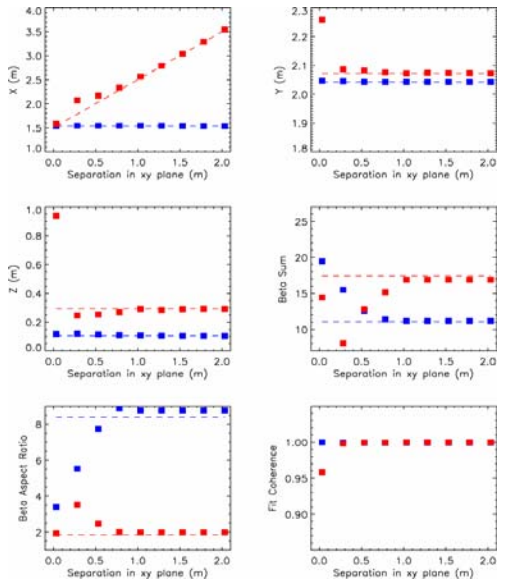 4.0
3.5
3.0
2.5
2.0
1.5
1.0
X (m)
0.0 0.5 1.0 1.5 2.0
Separation in xy plane (m)
2.3
2.2
2.1
2.0
1.9
1.8
Y (m)
0.0 0.5 1.0 1.5 2.0
Separation in xy plane (m)
1.0
0.8
0.6
0.4
0.2
0.0
Z (m)
0.0 0.5 1.0 1.5 2.0
Separation in xy plane (m)
25
20
15
10
Beta Sum
0.0 0.5 1.0 1.5 2.0
Separation in xy plane (m)
8
6
4
2
Beta Aspect Ratio
0.0 0.5 1.0 1.5 2.0
Separation in xy plane (m)
1.00
0.95
0.90
Fit Coherence
0.0 0.5 1.0 1.5 2.0
Separation in xy plane (m)